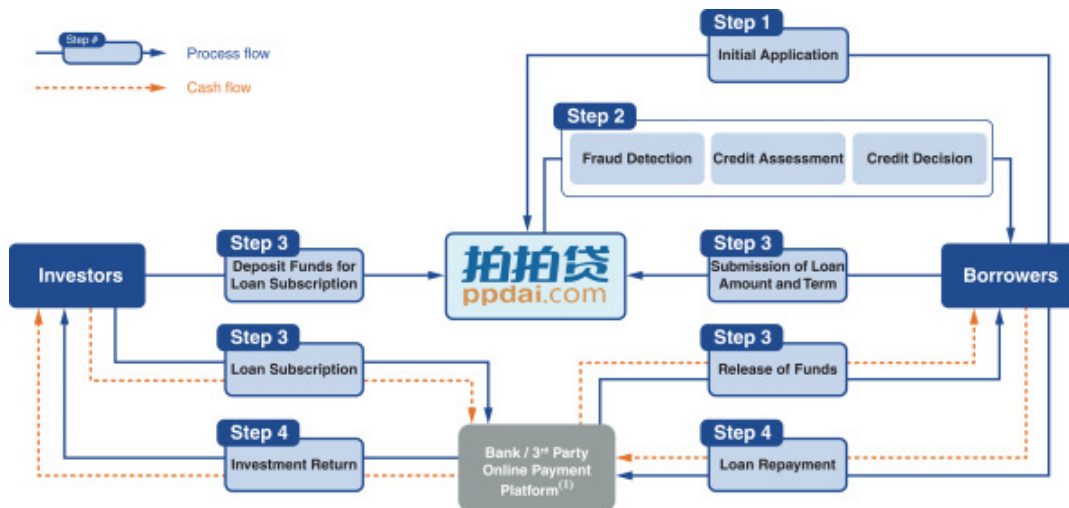 Step #
Process flow
Cash flow
Step 1
Initial Application
Step 2
Fraud Detection
Credit Assessment
Credit Decision
Investors
Step 3
Deposit Funds for
Loan Subscription
拍拍贷
ppdai.com
Step 3
Submission of Loan
Amount and Term
Borrowers
Step 3
Loan Subscription
Step 3
Release of Funds
Step 4
Investment Return
Bank / 3rd Party
Online Payment
Platform(1)
Step 4
Loan Repayment